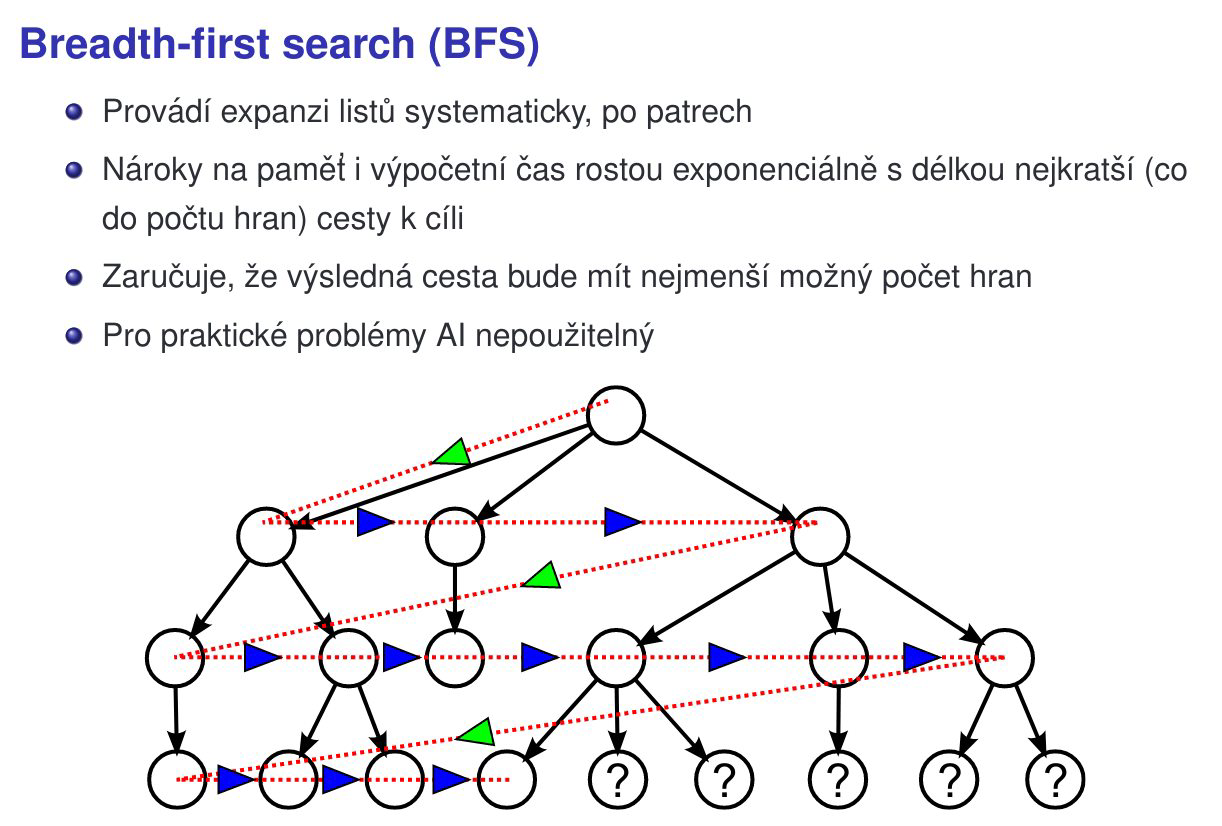 Breadth-first search (BFS)
Provádí expanzi listů systematicky, po patrech
Nároky na paměť i výpočetní čas rostou exponenciálně s délkou nejkratší (co
do počtu hran) cesty k cíli
Zaručuje, že výsledná cesta bude mít nejmenší možný počet hran
Pro praktické problémy AI nepoužitelný
? ? ? ? ?